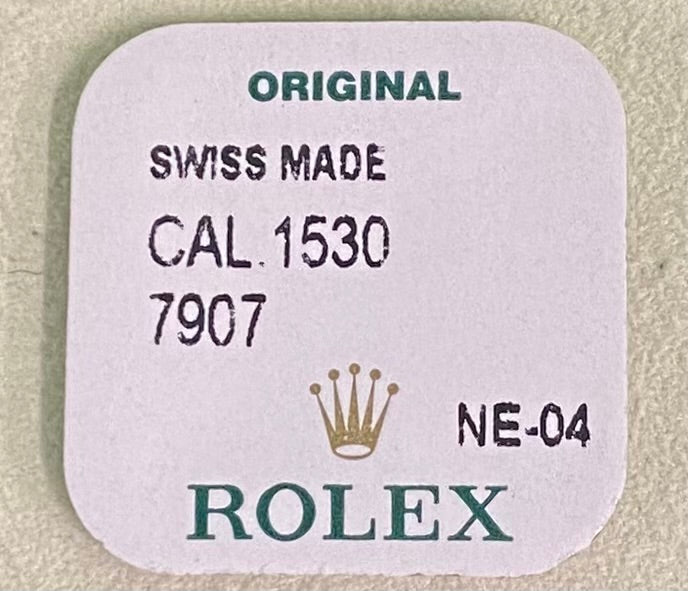 ORIGINAL
SWISS MADE
CAL. 1530
7907
NE-04
ROLEX